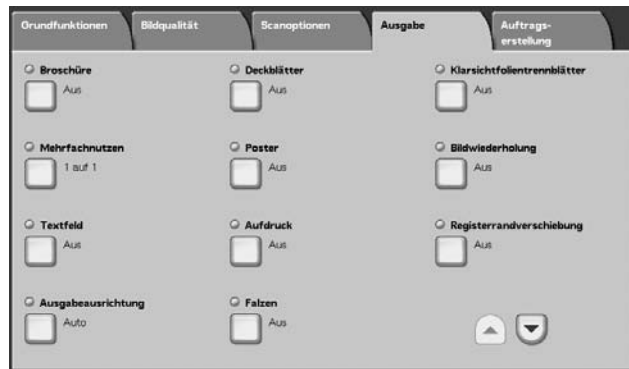 Grundfunktionen
Bildqualität
Scanoptionen
Ausgabe
Auftrags-
erstellung
Broschüre
Aus
Deckblätter
Aus
Klarsichtfolientrennblätter
Aus
Mehrfachnutzen
1 auf 1
Poster
Aus
Bildwiederholung
Aus
Textfeld
Aus
Aufdruck
Aus
Registerrandverschiebung
Aus
Ausgabeausrichtung
Auto
Falzen
Aus